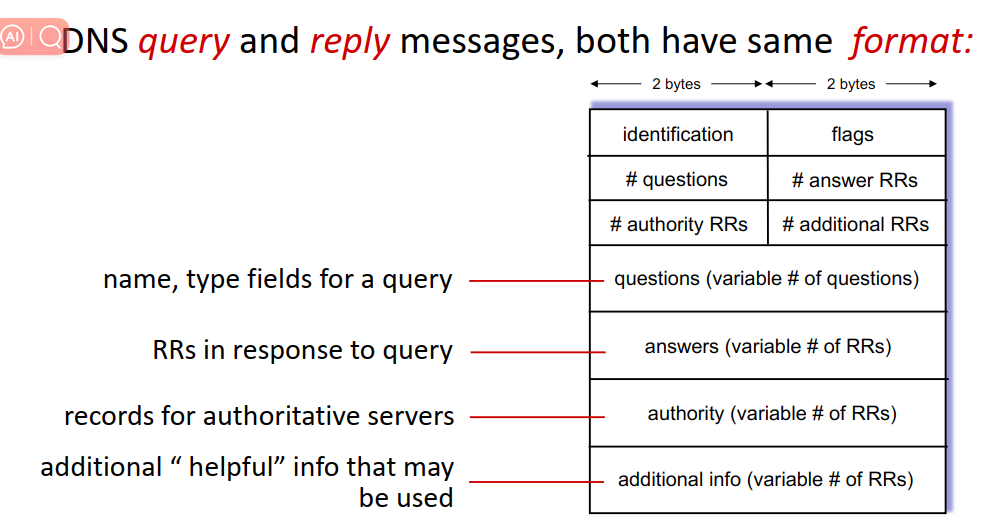 AI
DNS query and reply messages, both have same format:
2 bytes 2 bytes
identification flags
# questions # answer RRs
# authority RRs # additional RRs
name, type fields for a query questions (variable # of questions)
RRs in response to query answers (variable # of RRs)
records for authoritative servers authority (variable # of RRs)
additional “ helpful” info that may
be used
additional info (variable # of RRs)